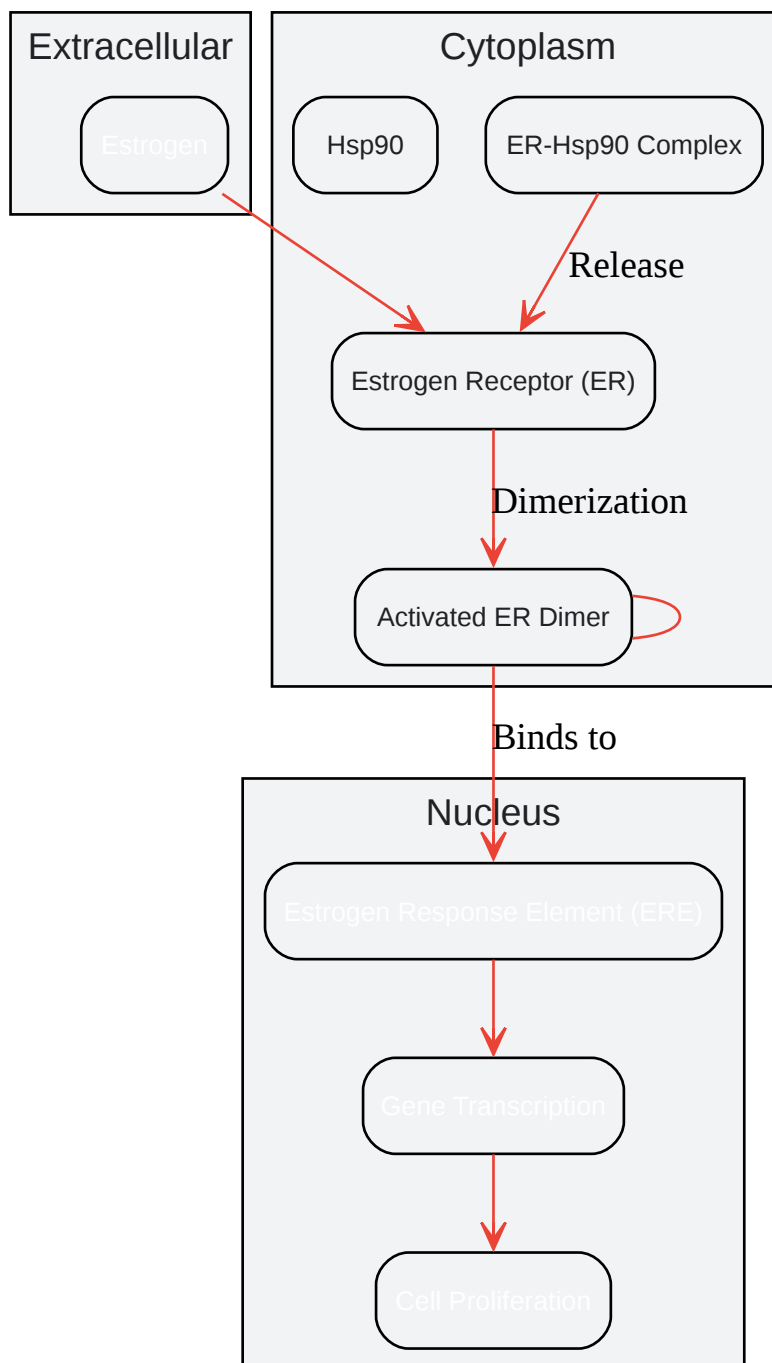 Extracellular
Cytoplasm
Estrogen
Hsp90
ER-Hsp90 Complex
Release
Estrogen Receptor (ER)
Dimerization
Activated ER Dimer
Binds to
Nucleus
Estrogen Response Element (ERE)
Gene Transcription
Cell Proliferation